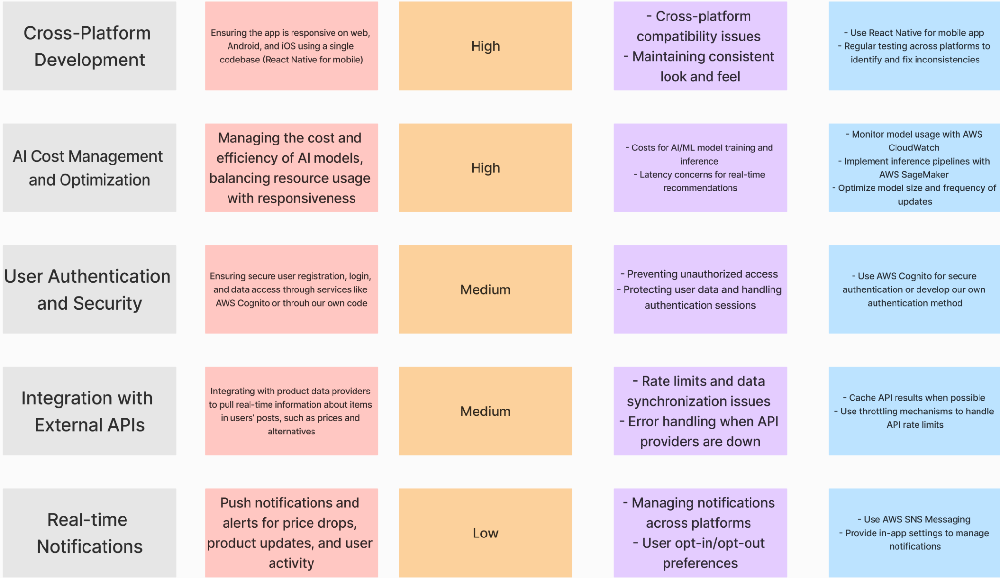 Cross-Platform
Development
Ensuring the app is responsive on web,
Android, and iOS using a single
codebase (React Native for mobile)
High
- Cross-platform
compatibility issues
- Maintaining consistent
look and feel
- Use React Native for mobile app
- Regular testing across platforms to
identify and fix inconsistencies
AI Cost Management
and Optimization
Managing the cost and
efficiency of AI models,
balancing resource usage
with responsiveness
High
- Costs for AI/ML model training and
inference
- Latency concerns for real-time
recommendations
- Monitor model usage with AWS
CloudWatch
- Implement inference pipelines with
AWS SageMaker
- Optimize model size and frequency of
updates
User Authentication
and Security
Ensuring secure user registration, login,
and data access through services like
AWS Cognito or throuh our own code
Medium
- Preventing unauthorized access
- Protecting user data and handling
authentication sessions
- Use AWS Cognito for secure
authentication or develop our own
authentication method
Integration with
External APIs
Integrating with product data providers
to pull real-time information about items
in users’ posts, such as prices and
alternatives
Medium
- Rate limits and data
synchronization issues
- Error handling when API
providers are down
- Cache API results when possible
- Use throttling mechanisms to handle
API rate limits
Real-time
Notifications
Push notifications and
alerts for price drops,
product updates, and user
activity
Low
- Managing notifications
across platforms
- User opt-in/opt-out
preferences
- Use AWS SNS Messaging
- Provide in-app settings to manage
notifications